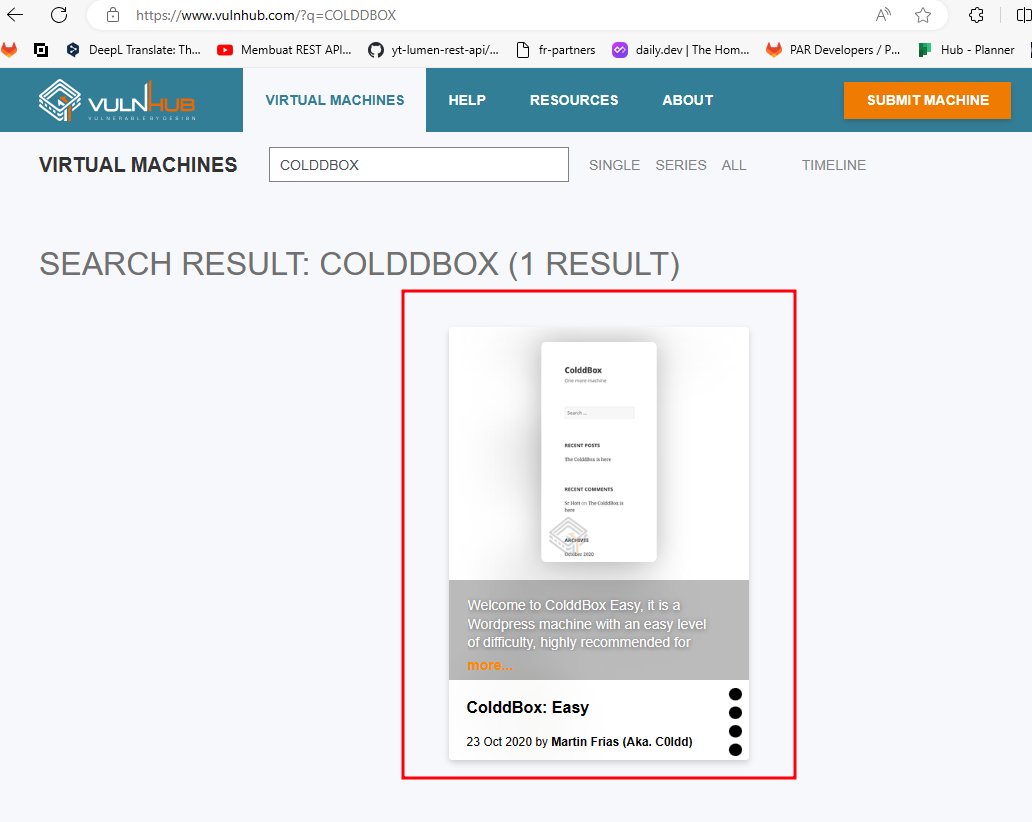 https://www.vulnhub.com/?q=COLDDBOX
DeepL Translate: Th...
Membuat REST API...
yt-lumen-rest-api/...
fr-partners
daily.dev | The Hom...
PAR Developers / P...
Hub - Planner
VULNHUB
VULNERABLE BY DESIGN
VIRTUAL MACHINES
HELP
RESOURCES
ABOUT
SUBMIT MACHINE
VIRTUAL MACHINES
COLDDBOX
SINGLE
SERIES
ALL
TIMELINE
SEARCH RESULT: COLDDBOX (1 RESULT)
ColddBox
One more machine
Search ...
RECENT POSTS
The ColddBox is here
RECENT COMMENTS
Sr Hott on The ColddBox is
here
ARCHIVES
October 2020
Welcome to ColddBox Easy, it is a
Wordpress machine with an easy level
of difficulty, highly recommended for
more...
ColddBox: Easy
23 Oct 2020 by Martin Frias (Aka. C0ldd)